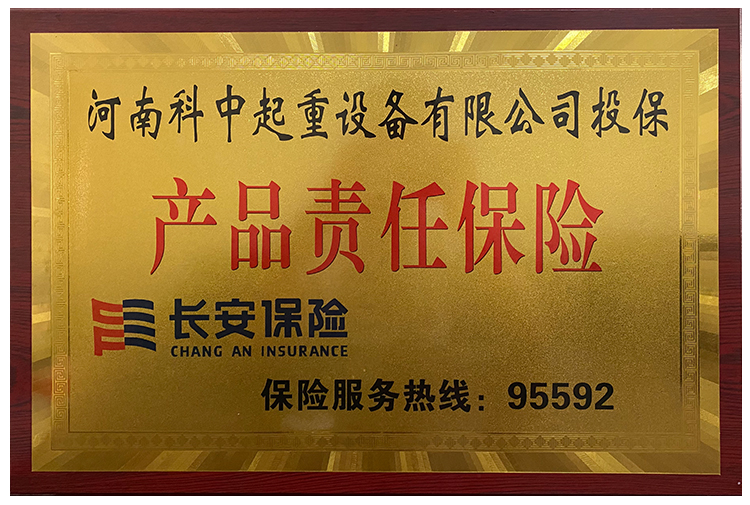 河南科中起重设备有限公司投保
产品责任保险
长安保险
CHANG AN INSURANCE
保险服务热线：95592